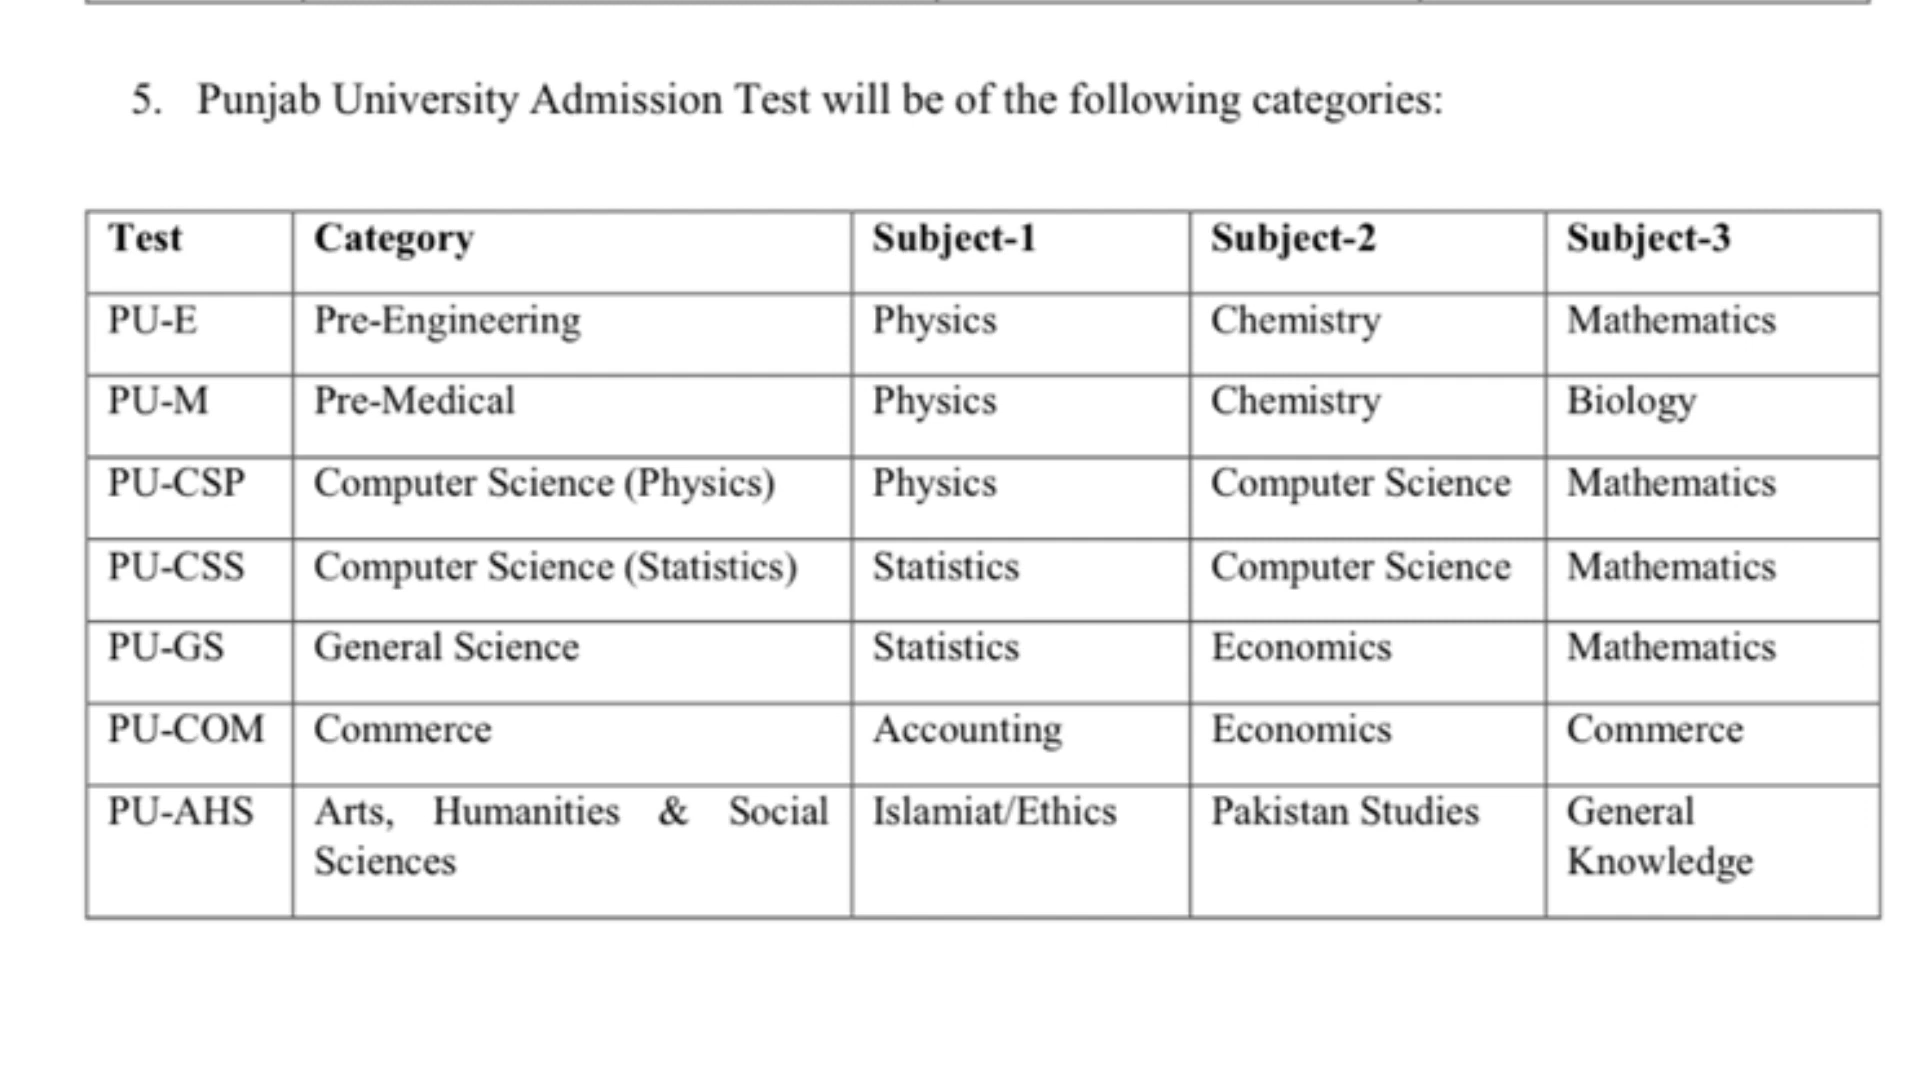 5. Punjab University Admission Test will be of the following categories:
Test Category Subject-1 Subject-2 Subject-3
PU-E Pre-Engineering Physics Chemistry Mathematics
PU-M Pre-Medical Physics Chemistry Biology
PU-CSP Computer Science (Physics) Physics Computer Science Mathematics
PU-CSS Computer Science (Statistics) Statistics Computer Science Mathematics
PU-GS General Science Statistics Economics Mathematics
PU-COM Commerce Accounting Economics Commerce
PU-AHS Arts, Humanities & Social Islamiat/Ethics Pakistan Studies General
Sciences Knowledge